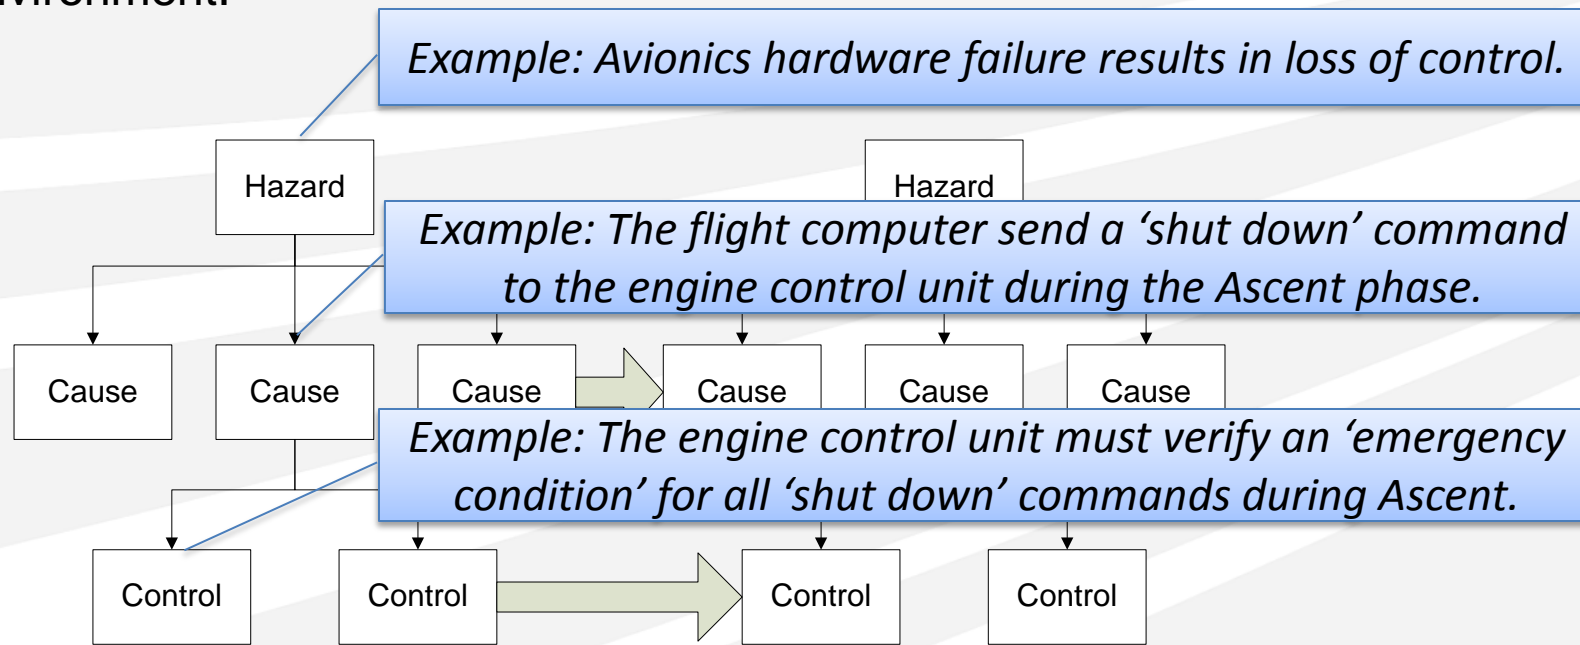 Example: Avionics hardware failure results in loss of control.
Hazard Hazard
Example: The flight computer send a ‘shut down’ command
to the engine control unit during the Ascent phase.
Cause Cause Cause Cause Cause Cause
Example: The engine control unit must verify an ‘emergency
condition’ for all ‘shut down’ commands during Ascent.
Control Control Control Control